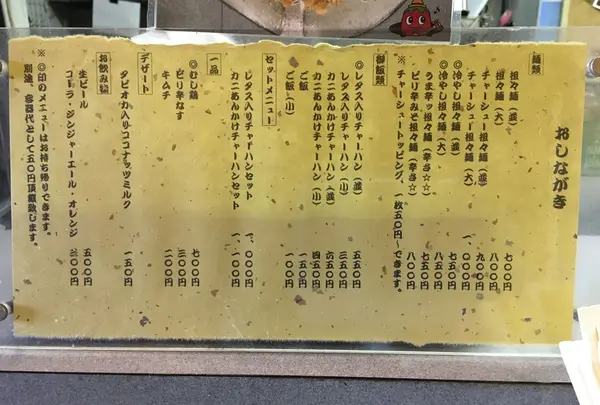 おしながき
麺類
担々麺（並） 七〇〇円
担々麺（大） 八〇〇円
チャーシュー担々麺（並） 九〇〇円
チャーシュー担々麺（大） 一、〇〇〇円
◎冷やし担々麺（並） 七五〇円
◎冷やし担々麺（大） 八五〇円
うま辛ッ担々麺（辛さ☆） 七五〇円
ピリ辛みそ担々麺（辛さ☆☆） 八〇〇円
※チャーシュートッピング、一枚五〇円〜できます。
御飯類
◎レタス入りチャーハン（並） 五五〇円
レタス入りチャーハン（小） 三五〇円
カニあんかけチャーハン（並） 六五〇円
カニあんかけチャーハン（小） 四五〇円
ご飯 一五〇円
ご飯（小） 一〇〇円
セットメニュー
レタス入りチャーハンセット 一、〇〇〇円
カニあんかけチャーハンセット 一、一〇〇円
一品
◎むし鶏 七〇〇円
ピリ辛なす 三〇〇円
キムチ 二〇〇円
デザート
タピオカ入りココナッツミルク 一五〇円
お飲み物
生ビール 五〇〇円
コーラ・ジンジャーエール・オレンジ 二〇〇円
※◎印のメニューはお持ち帰りできます。
別途、容器代として五〇円頂戴致します。